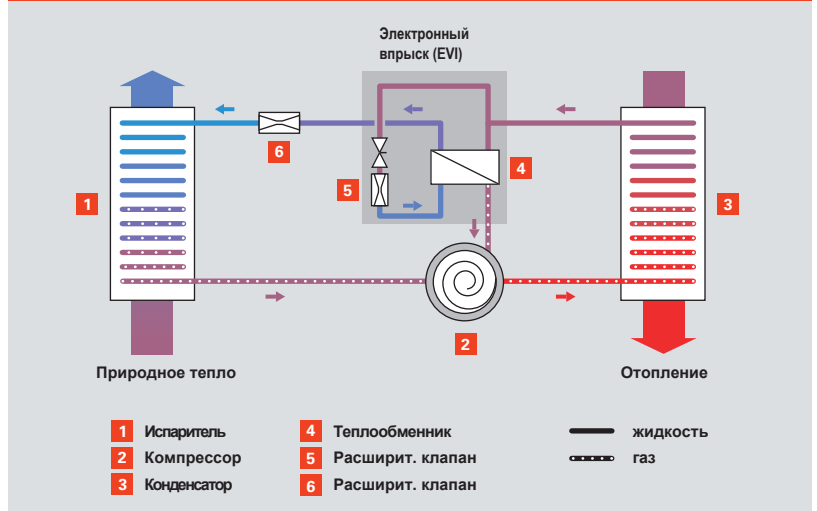 Электронный
впрыск (EVI)
6
4
5
1
3
2
Природное тепло
Отопление
1 Испаритель
2 Компрессор
3 Конденсатор
4 Теплообменник
5 Расширит. клапан
6 Расширит. клапан
жидкость
газ